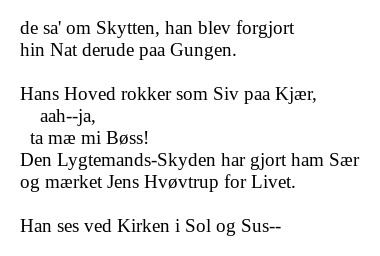 de sa' om Skytten, han blev forgjort
hin Nat derude paa Gungen.

Hans Hoved rokker som Siv paa Kjær,
aah--ja,
ta mæ mi Bøss!
Den Lygtemands-Skyden har gjort ham Sær
og mærket Jens Hvøvtrup for Livet.

Han ses ved Kirken i Sol og Sus--